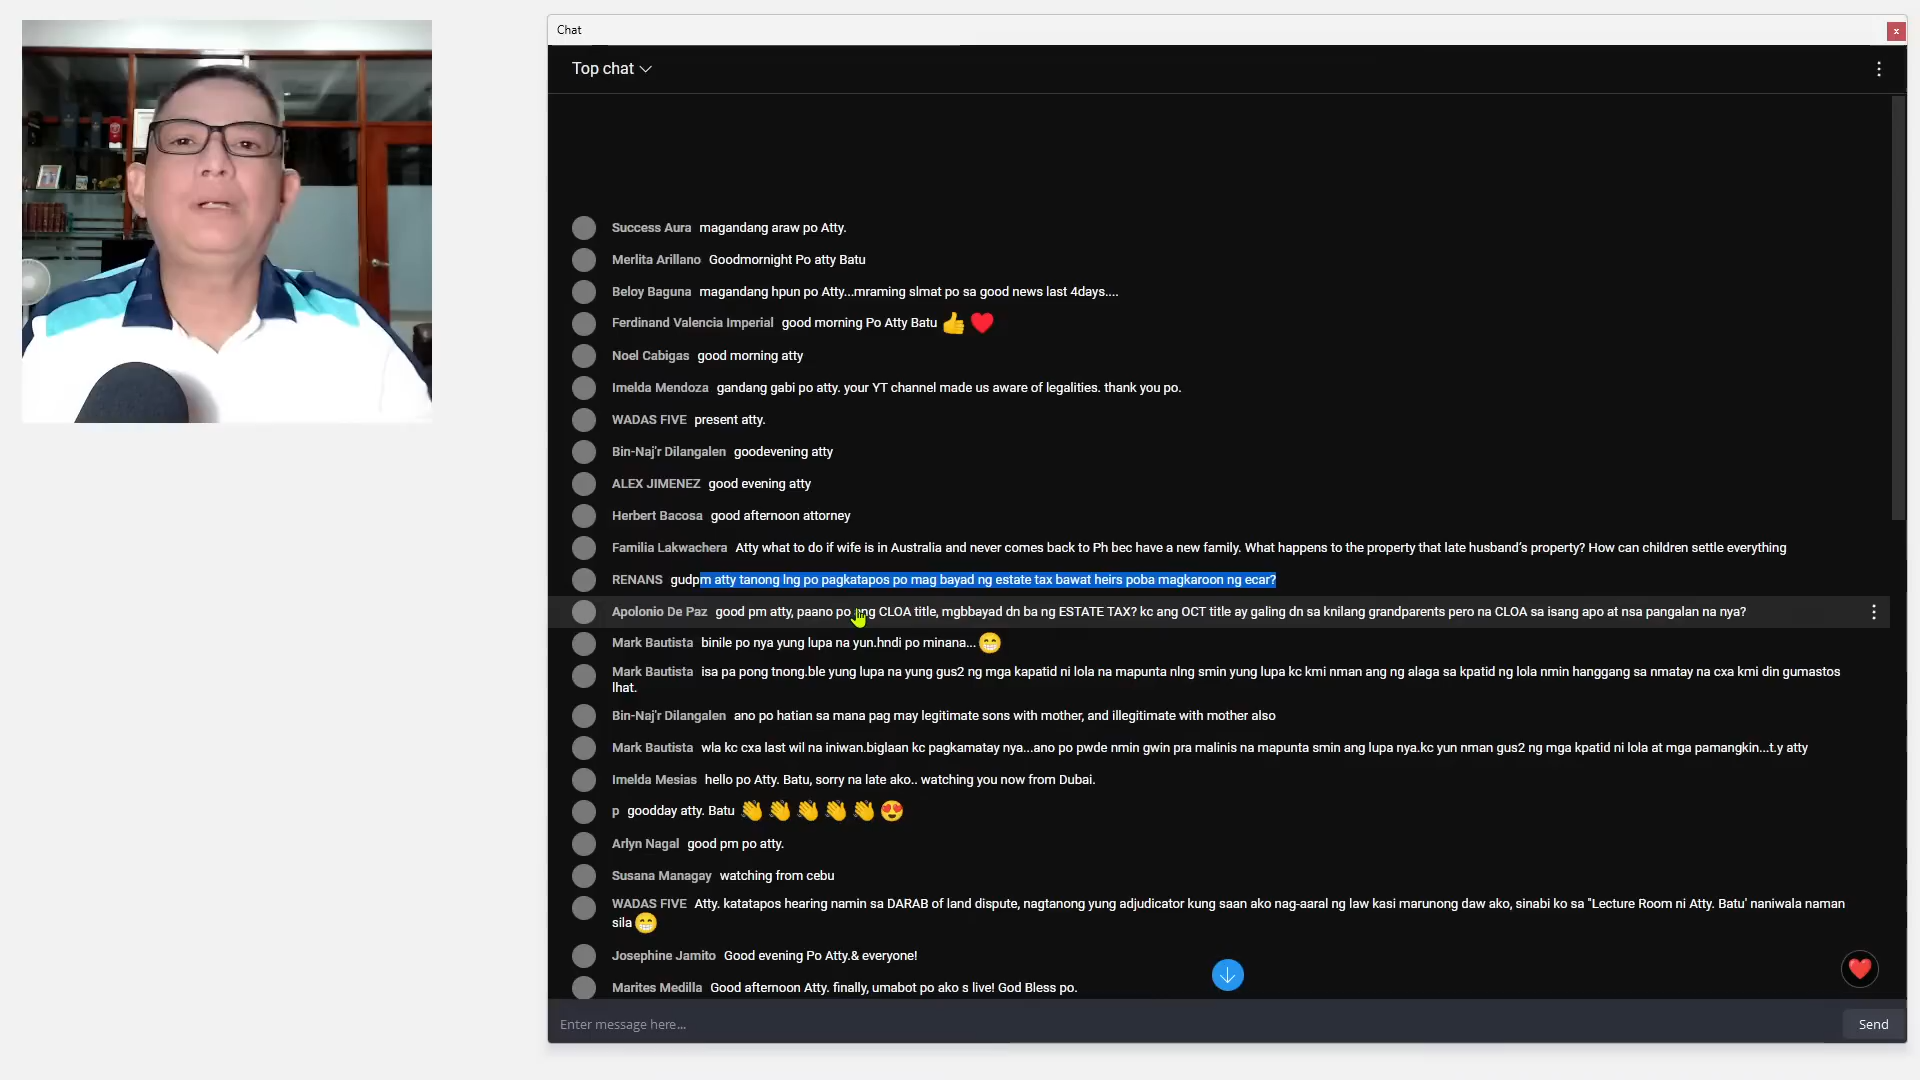 Chat
Top chat
Success Aura magandang araw po Atty.
Merlita Arillano Goodmornight Po atty Batu
Beloy Baguna magandang hpun po Atty...mraming slmat po sa good news last 4days....
Ferdinand Valencia Imperial good morning Po Atty Batu 👍❤️
Noel Cabigas good morning atty
Imelda Mendoza gandang gabi po atty. your YT channel made us aware of legalities. thank you po.
WADAS FIVE present atty.
Bin-Naj'r Dilangalen goodevening atty
ALEX JIMENEZ good evening atty
Herbert Bacosa good afternoon attorney
Familia Lakwachera Atty what to do if wife is in Australia and never comes back to Ph bec have a new family. What happens to the property that late husband's property? How can children settle everything
RENANS gudpm atty tanong lng po pagkatapos po mag bayad ng estate tax bawat heirs poba magkaroon ng ecar?
Apolonio De Paz good pm atty, paano po CLOA title, mgbbayad dn ba ng ESTATE TAX? kc ang OCT title ay galing dn sa knilang grandparents pero na CLOA sa isang apo at nsa pangalan na nya?
Mark Bautista binile po nya yung lupa na yun.hndi po minana... 😁
Mark Bautista isa pa pong tnong.ble yung lupa na yung gus2 ng mga kapatid ni lola na mapunta nlng smin yung lupa kc kmi nman ang ng alaga sa kpatid ng lola nmin hanggang sa nmatay na cxa kmi din gumastos
lhat.
Bin-Naj'r Dilangalen ano po hatian sa mana pag may legitimate sons with mother, and illegitimate with mother also
Mark Bautista wla kc cxa last wil na iniwan.biglaan kc pagkamatay nya...ano po pwde nmin gwin pra malinis na mapunta smin ang lupa nya.kc yun nman gus2 ng mga kpatid ni lola at mga pamangkin...t.y atty
Imelda Mesias hello po Atty. Batu, sorry na late ako.. watching you now from Dubai.
p goodday atty. Batu 👋👋👋👋👋😍
Arlyn Nagal good pm po atty.
Susana Managay watching from cebu
WADAS FIVE Atty. katatapos hearing namin sa DARAB of land dispute, nagtanong yung adjudicator kung saan ako nag-aaral ng law kasi marunong daw ako, sinabi ko sa "Lecture Room ni Atty. Batu' naniwala naman
sila 😁
Josephine Jamito Good evening Po Atty.& everyone!
Marites Medilla Good afternoon Atty. finally, umabot po ako s live! God Bless po.
Enter message here...
Send